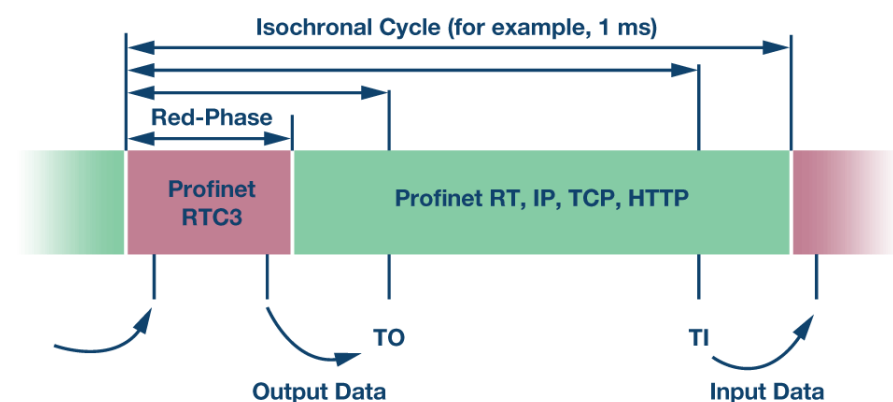 Isochronal Cycle (for example, 1 ms)
Red-Phase
Profinet
RTC3
Profinet RT, IP, TCP, HTTP
TO
TI
Output Data
Input Data